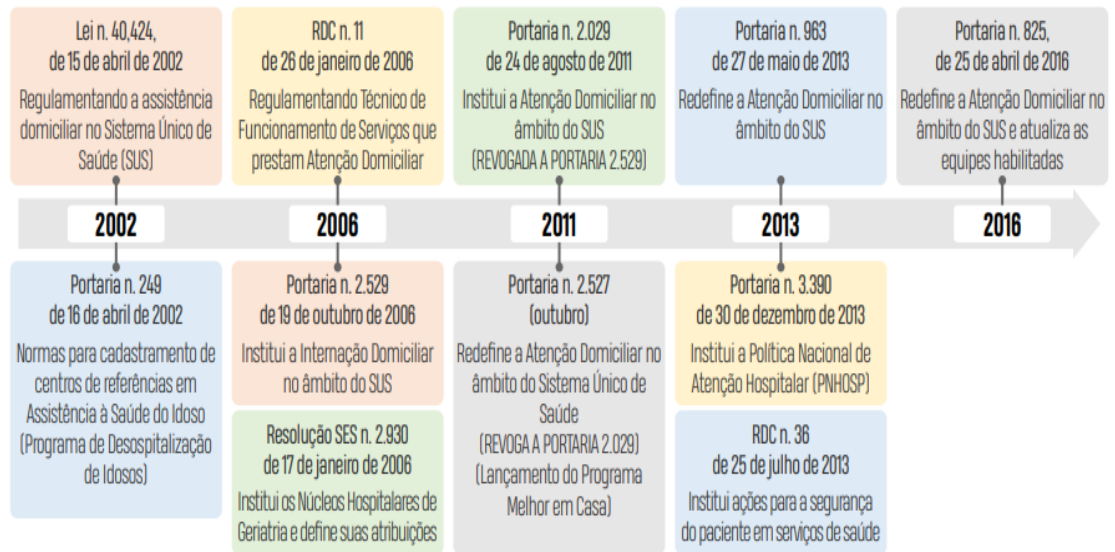 Lei n. 40,424,
de 15 de abril de 2002
Regulamentando a assistência
domiciliar no Sistema Único de
Saúde (SUS)
RDC n. 11
de 26 de janeiro de 2006
Regulamentando Técnico de
Funcionamento de Serviços que
prestam Atenção Domiciliar
Portaria n. 2.029
de 24 de agosto de 2011
Institui a Atenção Domiciliar no
âmbito do SUS
(REVOGADA A PORTARIA 2.529)
Portaria n. 963
de 27 de maio de 2013
Redefine a Atenção Domiciliar no
âmbito do SUS
Portaria n. 825,
de 25 de abril de 2016
Redefine a Atenção Domiciliar no
âmbito do SUS e atualiza as
equipes habilitadas
2002
2006
2011
2013
2016
Portaria n. 249
de 16 de abril de 2002
Normas para cadastramento de
centros de referências em
Assistência à Saúde do Idoso
(Programa de Desospitalização
de Idosos)
Portaria n. 2.529
de 19 de outubro de 2006
Institui a Internação Domiciliar
no âmbito do SUS
Resolução SES n. 2.930
de 17 de janeiro de 2006
Institui os Núcleos Hospitalares de
Geriatria e define suas atribuições
Portaria n. 2.527
(outubro)
Redefine a Atenção Domiciliar no
âmbito do Sistema Único de
Saúde
(REVOGA A PORTARIA 2.029)
(Lançamento do Programa
Melhor em Casa)
Portaria n. 3.390
de 30 de dezembro de 2013
Institui a Política Nacional de
Atenção Hospitalar (PNHOSP)
RDC n. 36
de 25 de julho de 2013
Institui ações para a segurança
do paciente em serviços de saúde